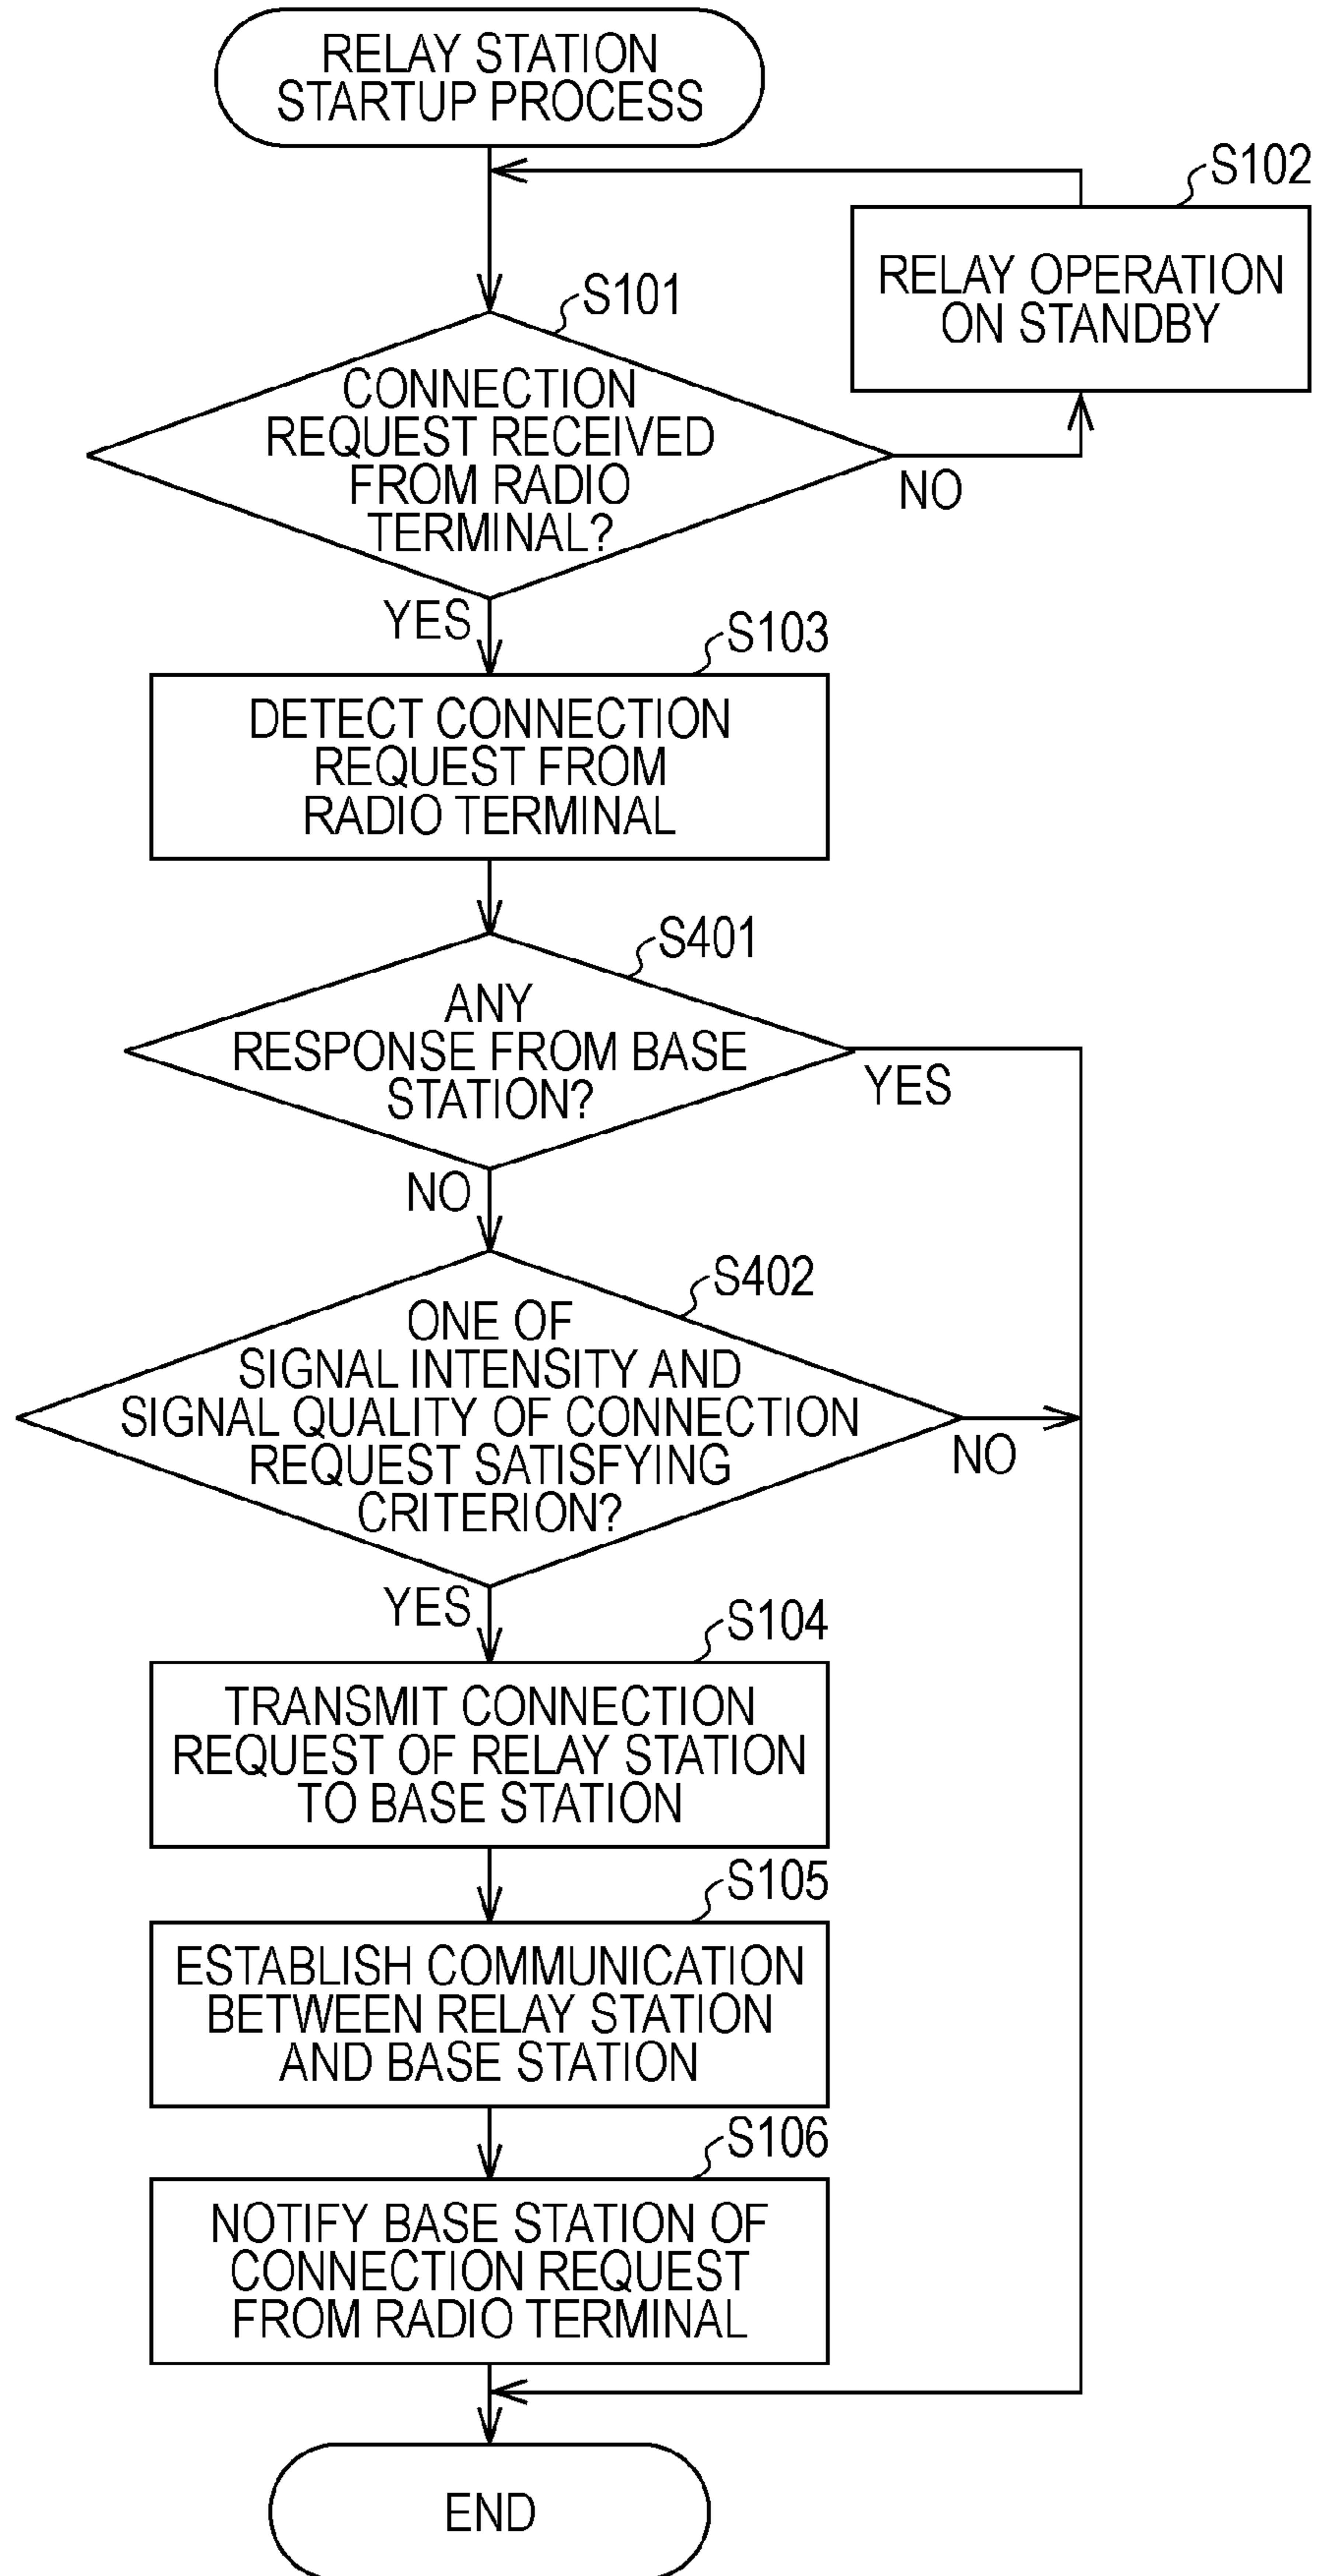 RELAY STATION
STARTUP PROCESS
S102
RELAY OPERATION
ON STANDBY
S101
CONNECTION
REQUEST RECEIVED
FROM RADIO
TERMINAL?
NO
YES
S103
DETECT CONNECTION
REQUEST FROM
RADIO TERMINAL
S401
ANY
RESPONSE FROM BASE
STATION?
YES
NO
S402
ONE OF
SIGNAL INTENSITY AND
SIGNAL QUALITY OF CONNECTION
REQUEST SATISFYING
CRITERION?
NO
YES
S104
TRANSMIT CONNECTION
REQUEST OF RELAY STATION
TO BASE STATION
S105
ESTABLISH COMMUNICATION
BETWEEN RELAY STATION
AND BASE STATION
S106
NOTIFY BASE STATION OF
CONNECTION REQUEST
FROM RADIO TERMINAL
END